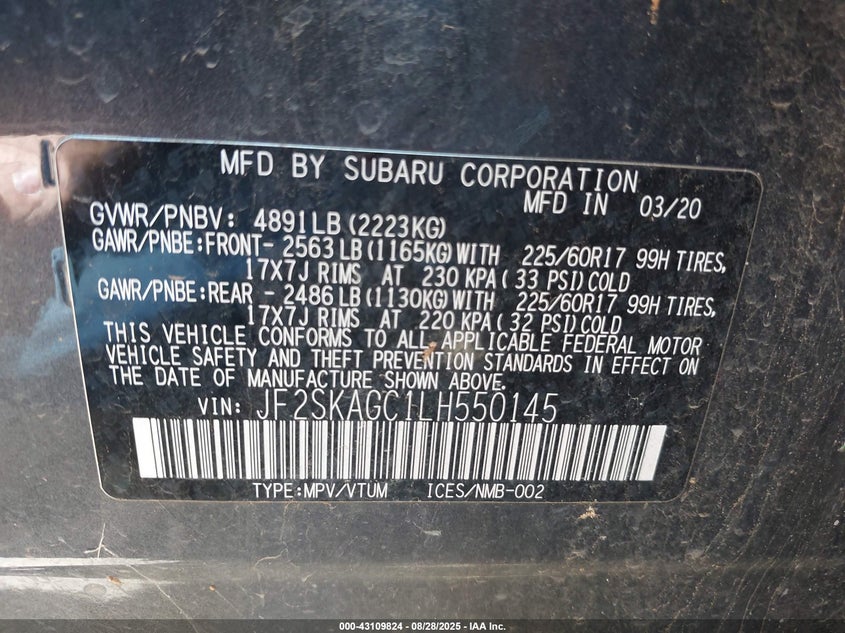 MFD BY SUBARU CORPORATION
MFD IN 03/20
GVWR/PNBV: 4891LB(2223KG)
GAWR/PNBE:FRONT- 2563LB(1165KG)WITH 225/60R17 99H TIRES,
17X7J RIMS AT 230 KPA( 33 PSI)COLD
GAWR/PNBE:REAR - 2486LB(1130KG)WITH 225/60R17 99H TIRES,
17X7J RIMS AT 220 KPA( 32 PSI)COLD
THIS VEHICLE CONFORMS TO ALL APPLICABLE FEDERAL MOTOR
VEHICLE SAFETY AND THEFT PREVENTION STANDARDS IN EFFECT ON
THE DATE OF MANUFACTURE SHOWN ABOVE.
VIN: JF2SKAGC1LH550145
TYPE:MPV/VTUM ICES/NMB-002
000-43109824 - 08/28/2025 - IAA Inc.